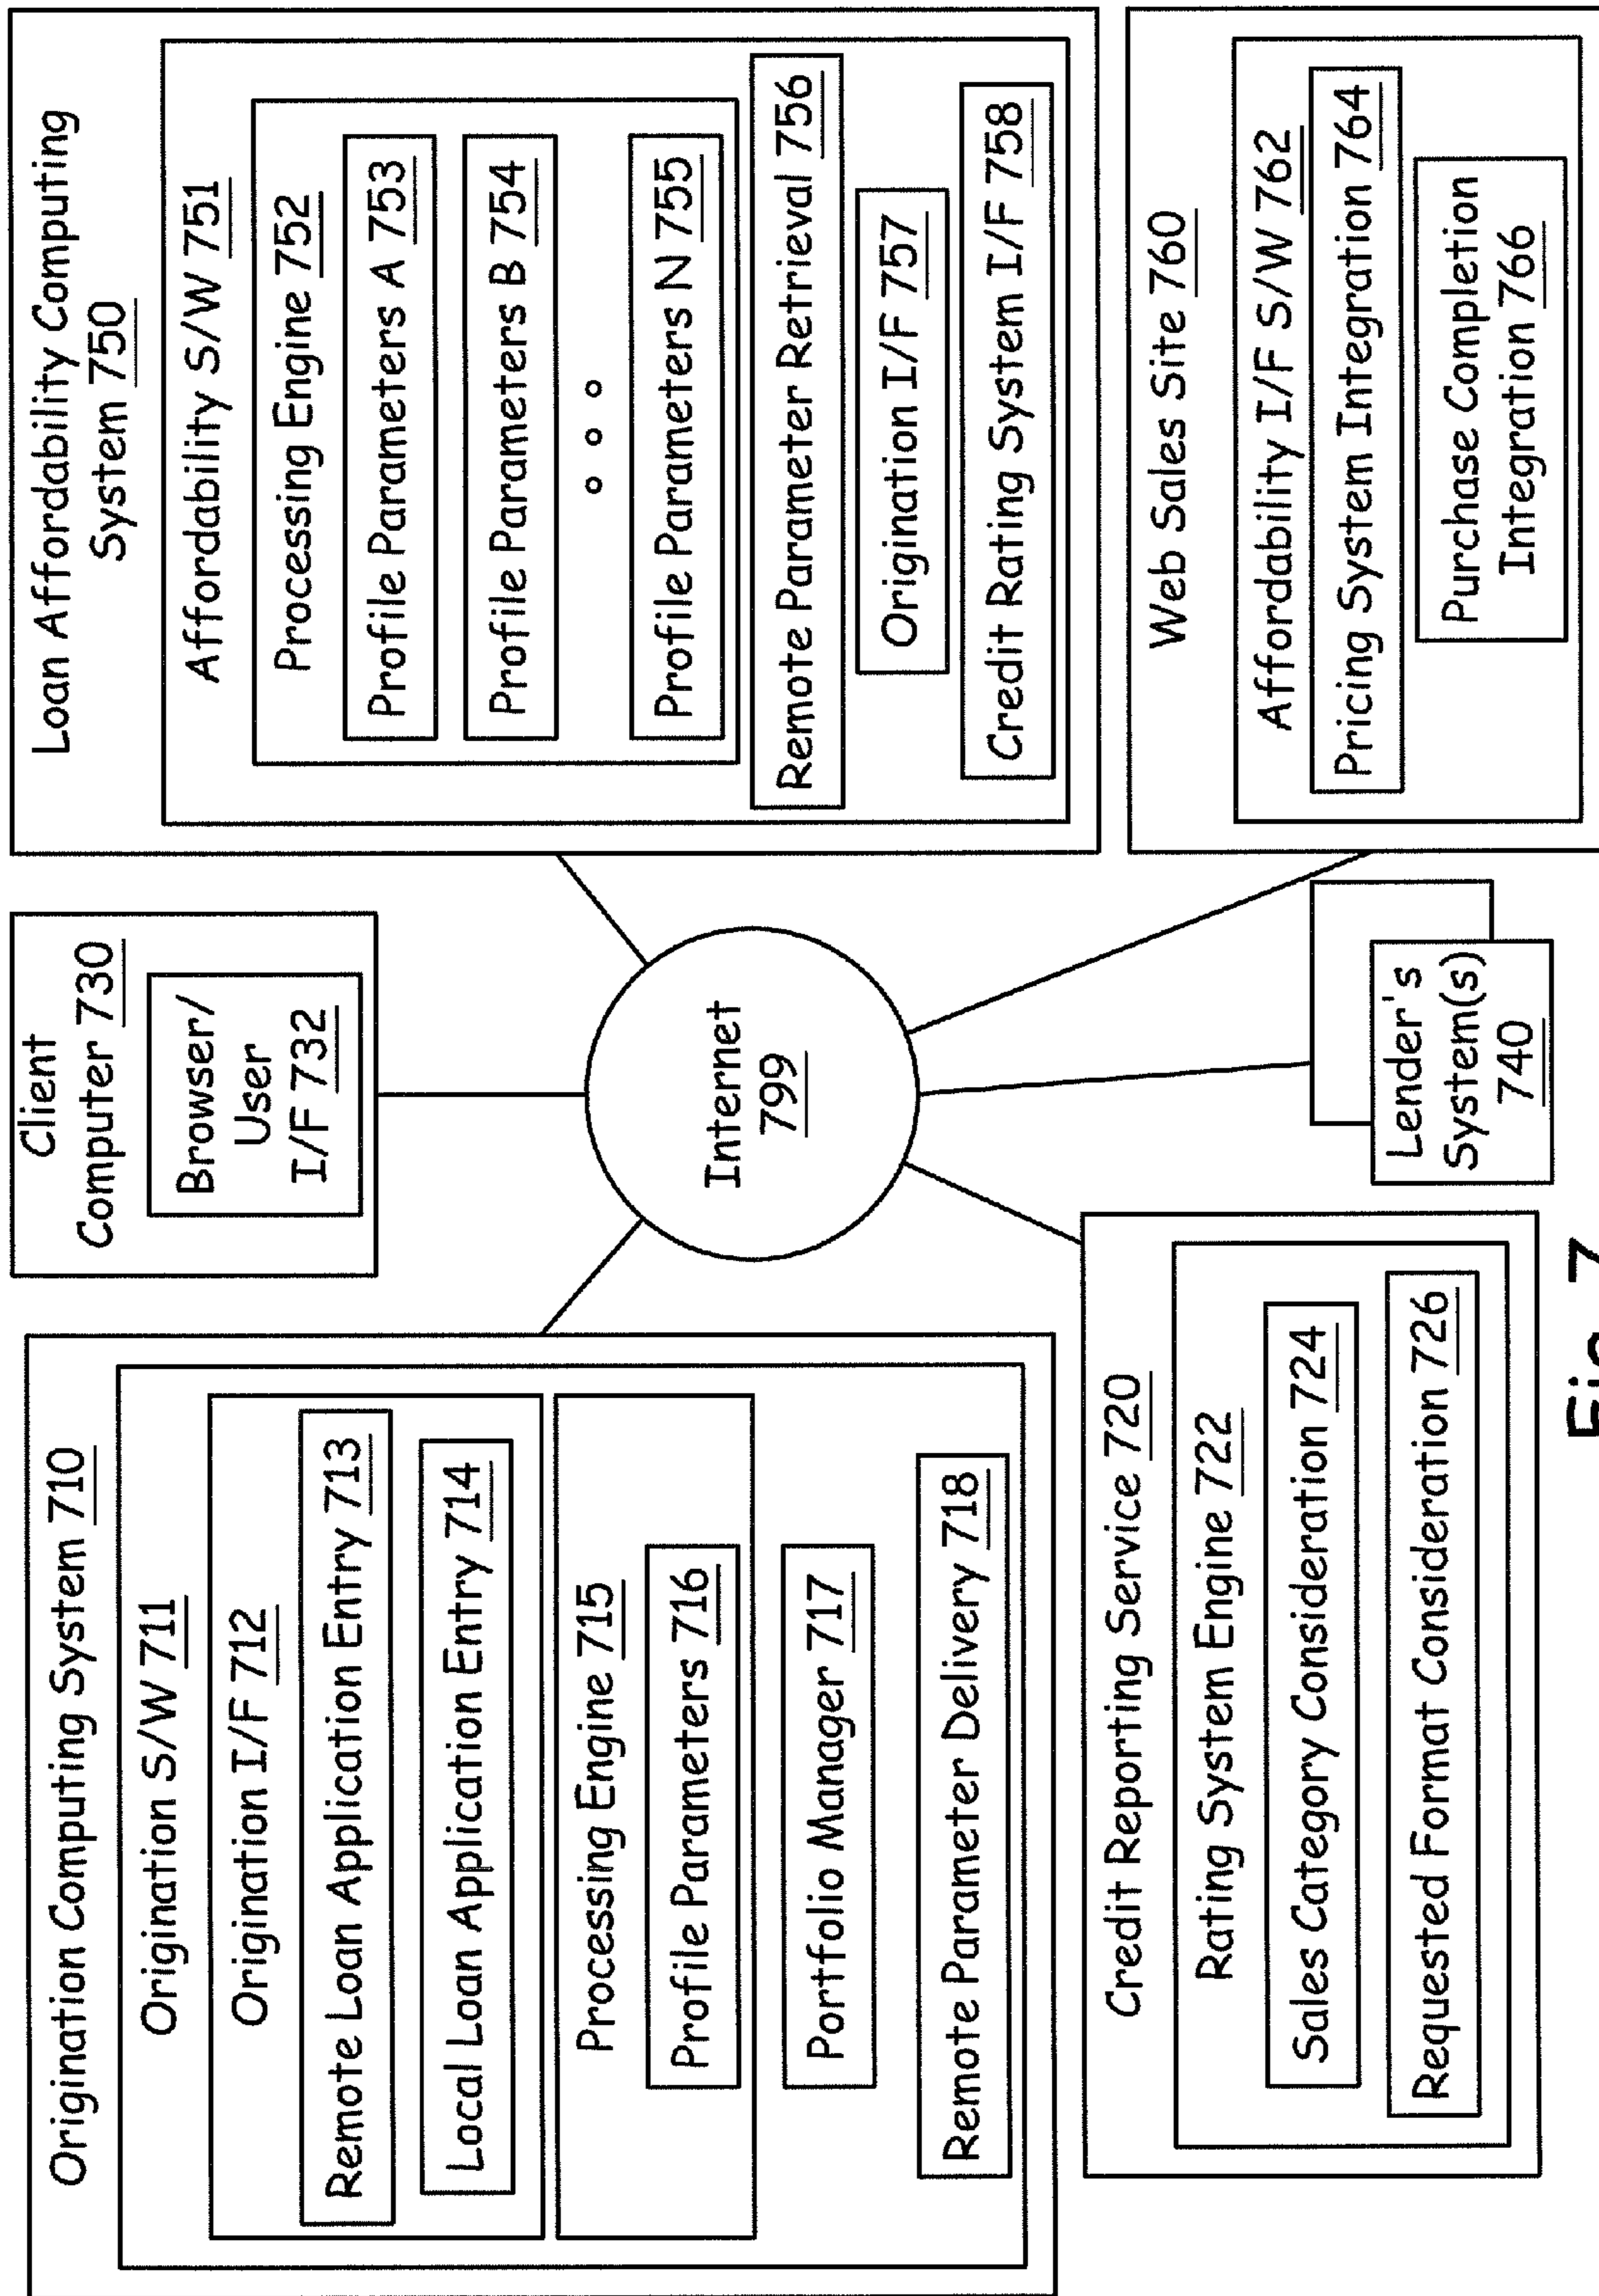 Origination Computing System 710
Origination S/W 711
Origination I/F 712
Remote Loan Application Entry 713
Local Loan Application Entry 714
Processing Engine 715
Profile Parameters 716
Portfolio Manager 717
Remote Parameter Delivery 718
Credit Reporting Service 720
Rating System Engine 722
Sales Category Consideration 724
Requested Format Consideration 726
Client
Computer 730
Browser/
User
I/F 732
Internet
799
Lender's
System(s)
740
Loan Affordability Computing
System 750
Affordability S/W 751
Processing Engine 752
Profile Parameters A 753
Profile Parameters B 754
Profile Parameters N 755
Remote Parameter Retrieval 756
Origination I/F 757
Credit Rating System I/F 758
Web Sales Site 760
Affordability I/F S/W 762
Pricing System Integration 764
Purchase Completion
Integration 766
Fig. 7